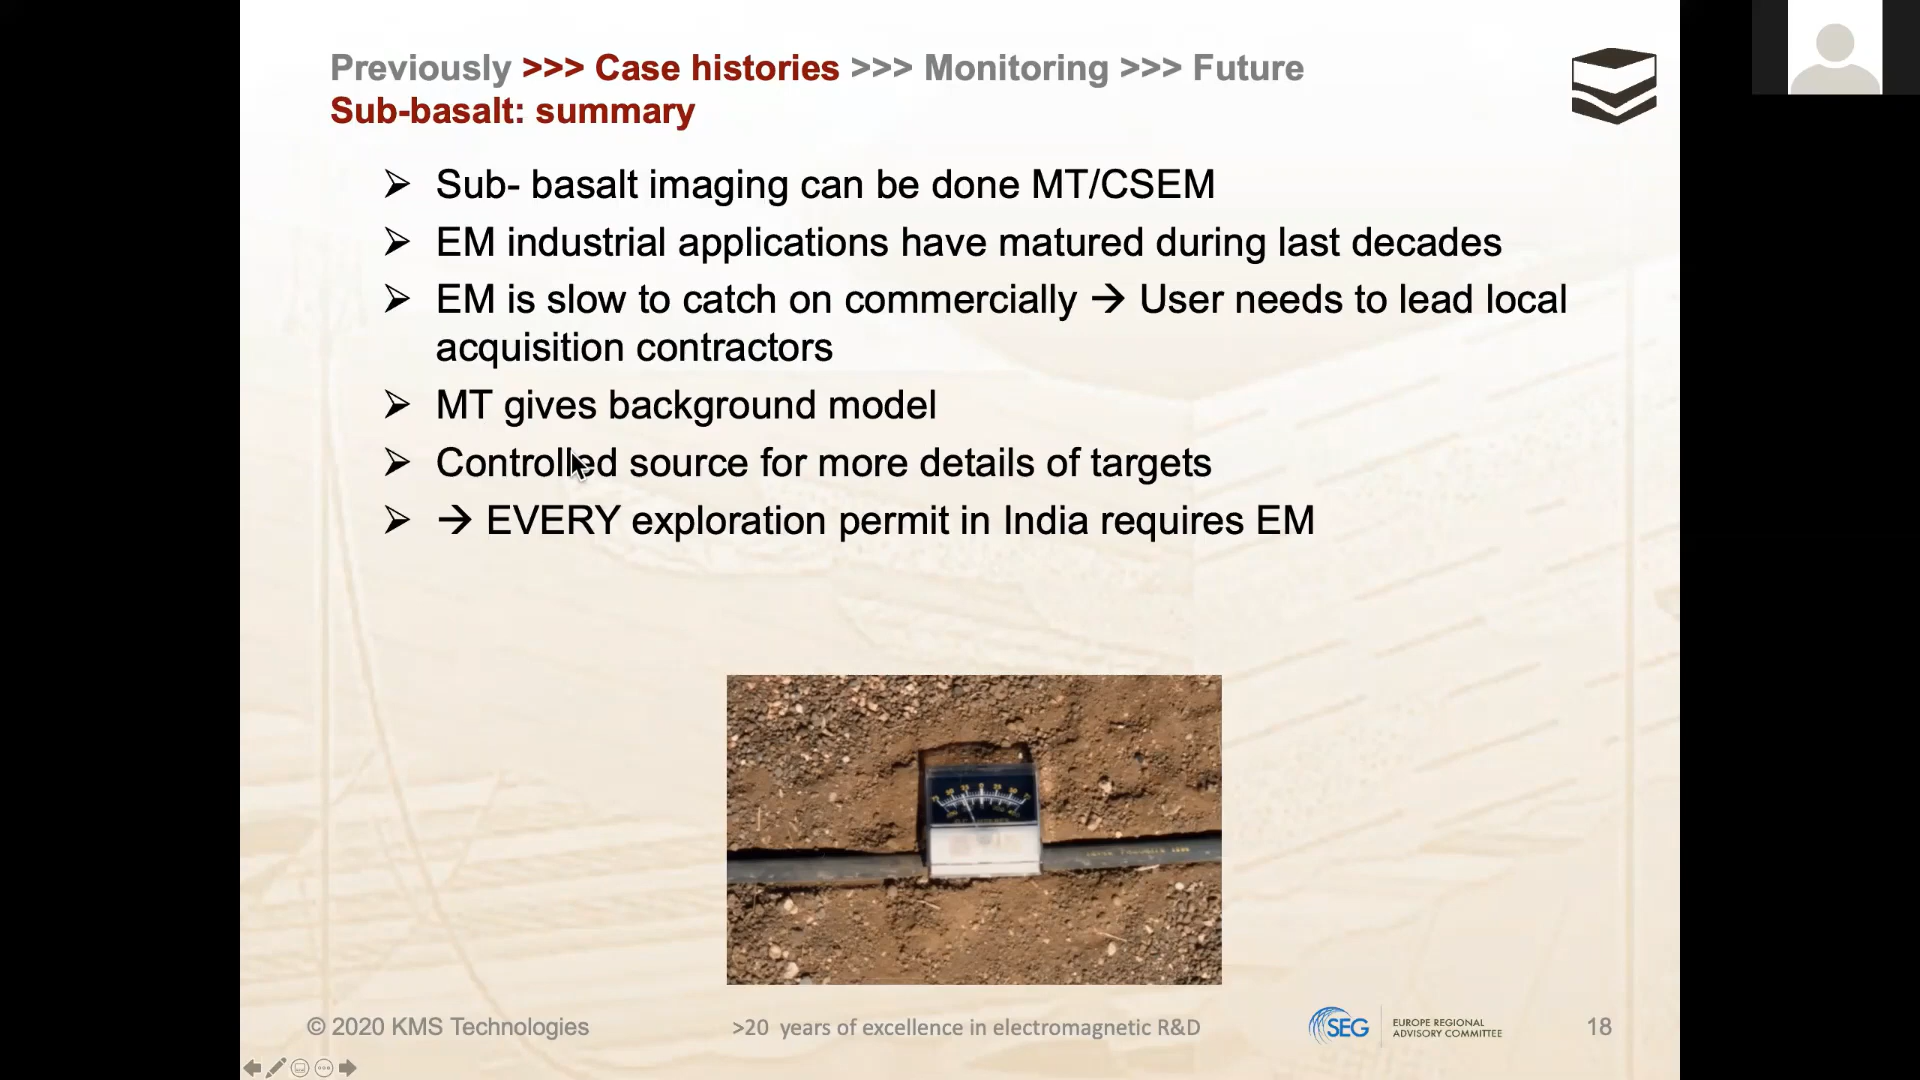 Previously >>> Case histories >>> Monitoring >>> Future
Sub-basalt: summary
➢ Sub- basalt imaging can be done MT/CSEM
➢ EM industrial applications have matured during last decades
➢ EM is slow to catch on commercially → User needs to lead local
acquisition contractors
➢ MT gives background model
➢ Controlled source for more details of targets
➢ → EVERY exploration permit in India requires EM
© 2020 KMS Technologies
>20 years of excellence in electromagnetic R&D
SEG
EUROPE REGIONAL
ADVISORY COMMITTEE
18